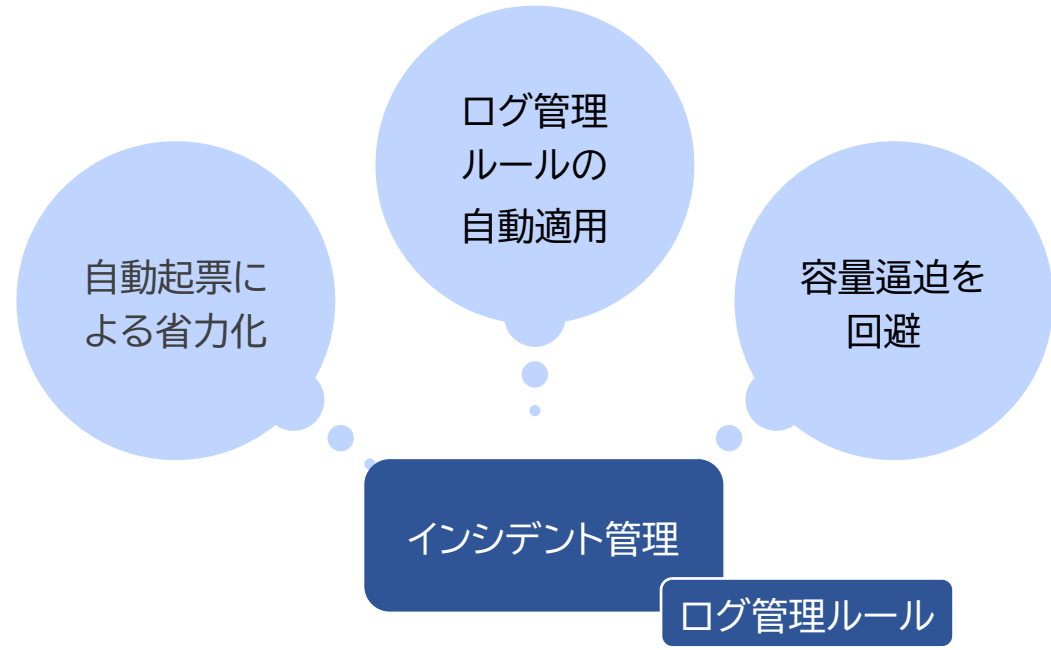 自動起票に
よる省力化
ログ管理
ルールの
自動適用
容量逼迫を
回避
インシデント管理
ログ管理ルール